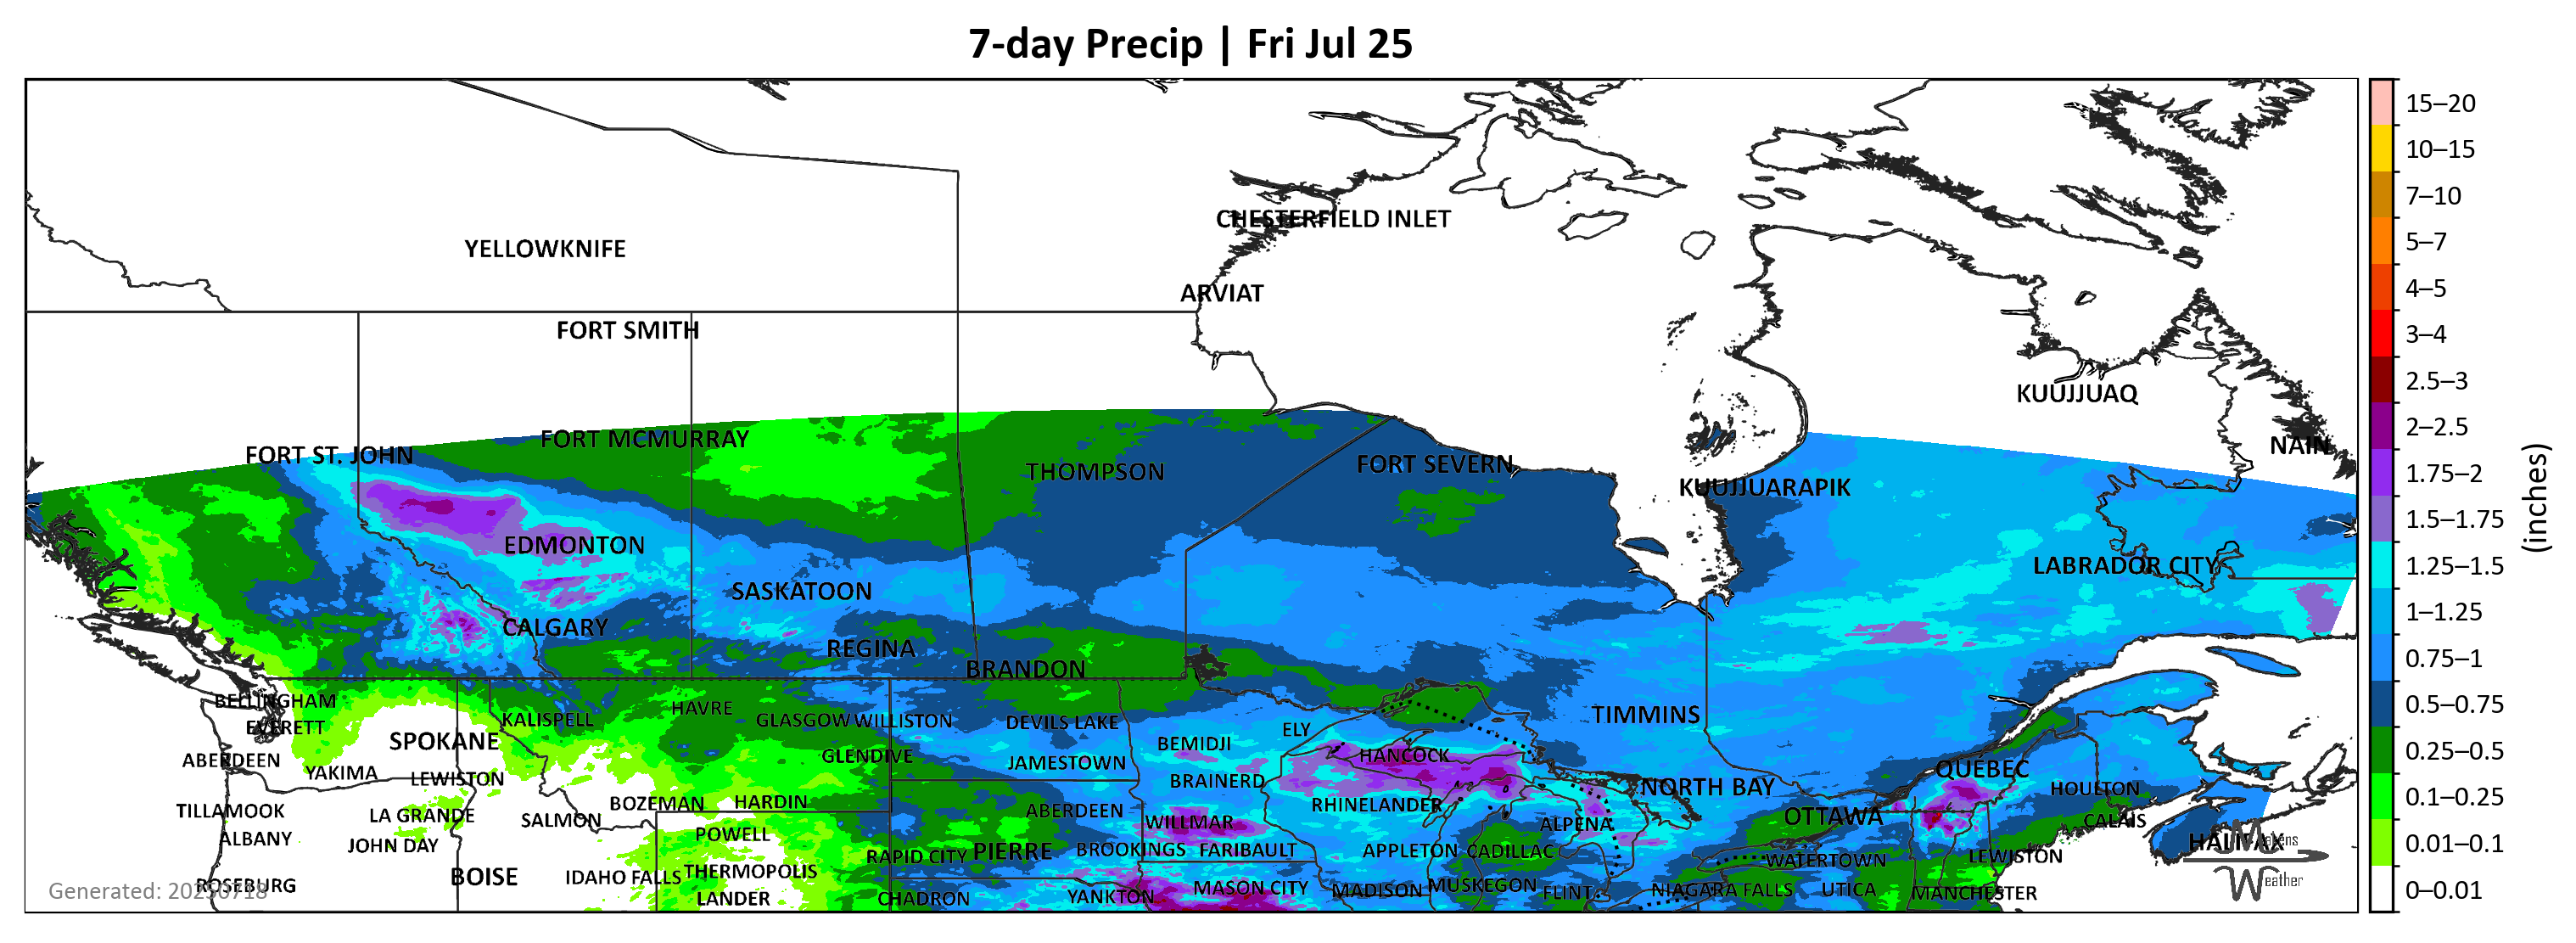 7-day Precip | Fri Jul 25
CHESTERFIELD INLET
YELLOWKNIFE
ARVIAT
FORT SMITH
KUUJJUAQ
FORT MCMURRAY
NAIN
FORT ST. JOHN
THOMPSON
FORT SEVERN
KUUJJUARAPIK
EDMONTON
LABRADOR CITY
SASKATOON
CALGARY
REGINA
BRANDON
BELLINGHAM
HAVRE
KALISPELL
GLASGOW
WILLISTON
DEVILS LAKE
TIMMINS
EVERETT
ELY
SPOKANE
BEMIDJI
ABERDEEN
GLENDIVE
JAMESTOWN
HANCOCK
QUÉBEC
YAKIMA
LEWISTON
BRAINERD
NORTH BAY
HOULTON
BOZEMAN
HARDIN
RHINELANDER
TILLAMOOK
LA GRANDE
SALMON
ABERDEEN
WILLMAR
ALPENA
OTTAWA
CALAIS
ALBANY
JOHN DAY
POWELL
HALIFAX
RAPID CITY
PIERRE
BROOKINGS
FARIBAULT
APPLETON
CADILLAC
WATERTOWN
LEWISTON
BOISE
IDAHO FALLS
THERMOPOLIS
ROSEBURG
LANDER
CHADRON
YANKTON
MASON CITY
MADISON
MUSKEGON
FLINT
NIAGARA FALLS
UTICA
MANCHESTER
Generated: 20250718
Weather
15–20
10–15
7–10
5–7
4–5
3–4
2.5–3
2–2.5
1.75–2
1.5–1.75
1.25–1.5
1–1.25
0.75–1
0.5–0.75
0.25–0.5
0.1–0.25
0.01–0.1
0–0.01
(inches)